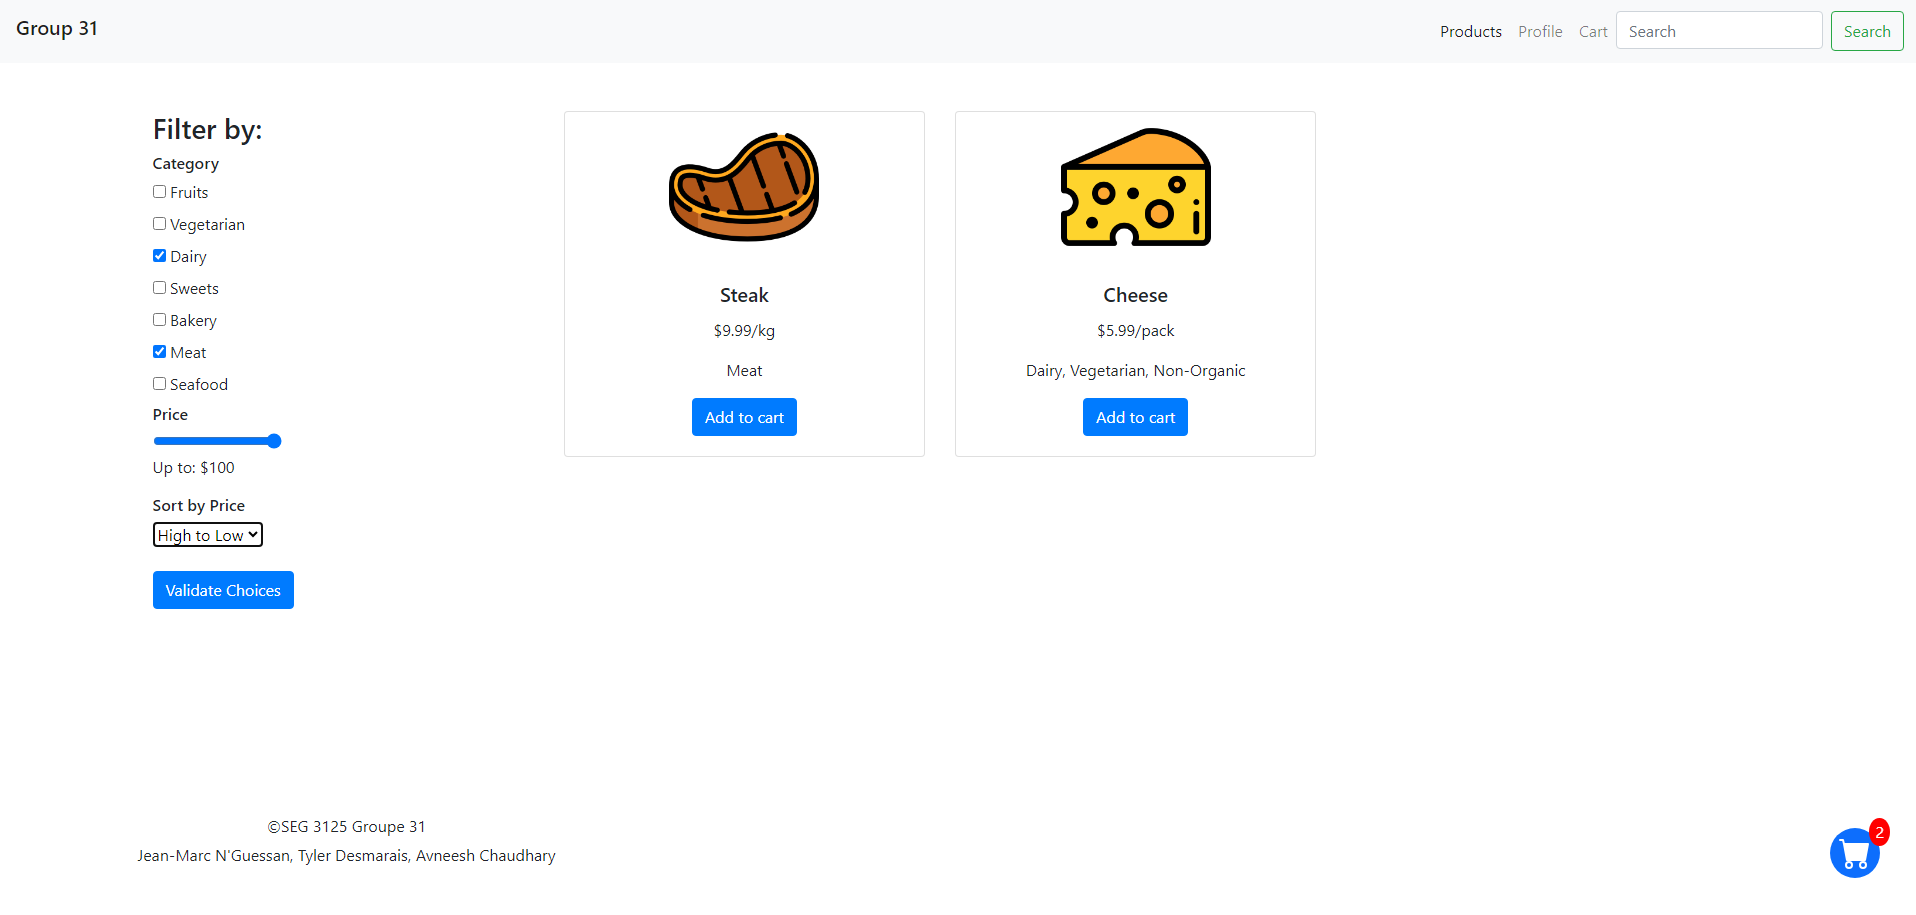 Group 31
Products Profile Cart Search Search
Filter by:
Category
Fruits
Vegetarian
Dairy
Sweets
Bakery
Meat
Seafood
Price
Up to: $100
Sort by Price
High to Low
Validate Choices
Steak
$9.99/kg
Meat
Add to cart
Cheese
$5.99/pack
Dairy, Vegetarian, Non-Organic
Add to cart
©SEG 3125 Groupe 31
Jean-Marc N'Guessan, Tyler Desmarais, Avneesh Chaudhary
2